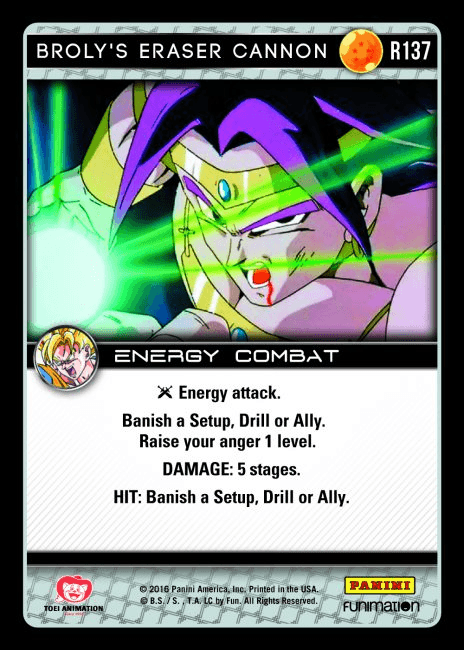 BROLY'S ERASER CANNON R137
ENERGY COMBAT
Energy attack.
Banish a Setup, Drill or Ally.
Raise your anger 1 level.
DAMAGE: 5 stages.
HIT: Banish a Setup, Drill or Ally.
© 2016 Panini America, Inc. Printed in the USA.
© B.S. / S. , T.A. LC by Fun. All Rights Reserved.
TOEI ANIMATION
PANINI
FUNIMATION